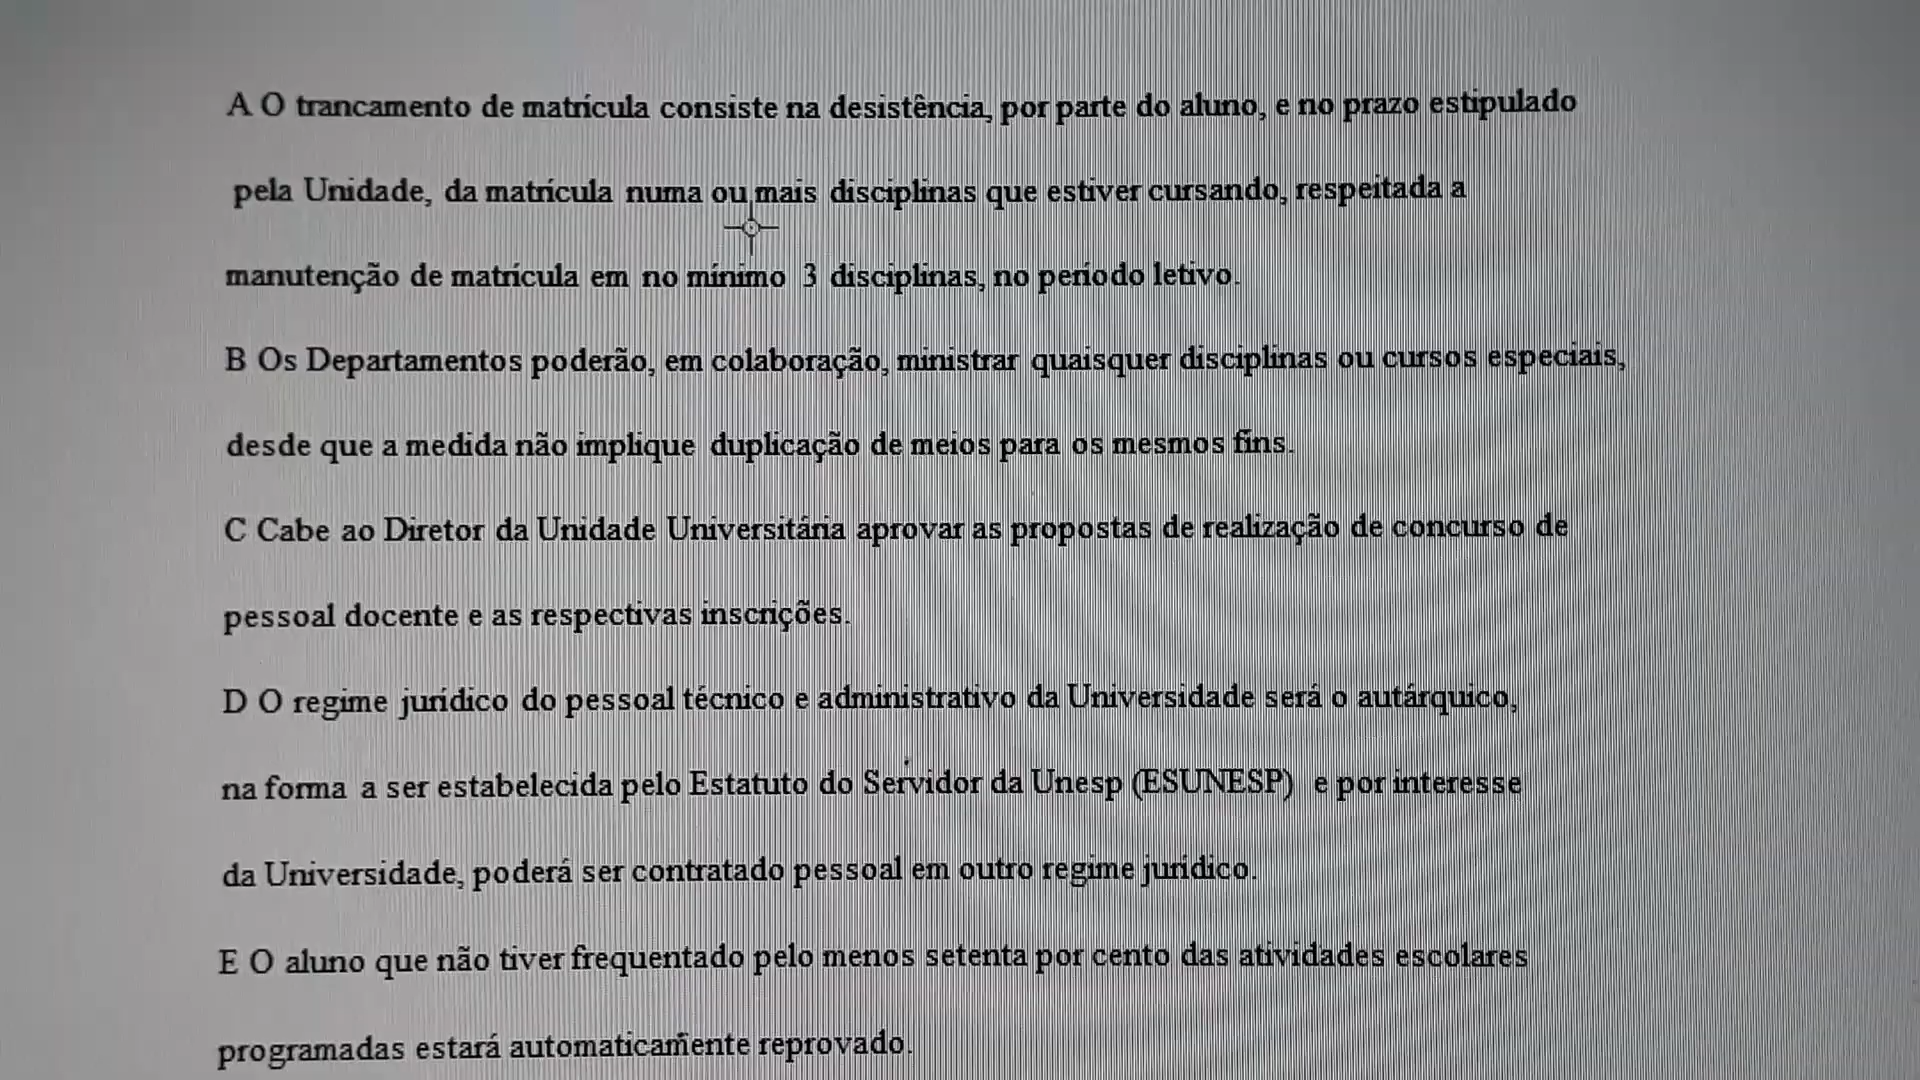 A O trancamento de matrícula consiste na desistência, por parte do aluno, e no prazo estipulado
pela Unidade, da matrícula numa ou mais disciplinas que estiver cursando, respeitada a
manutenção de matrícula em no mínimo 3 disciplinas, no período letivo.
B Os Departamentos poderão, em colaboração, ministrar quaisquer disciplinas ou cursos especiais,
desde que a medida não implique duplicação de meios para os mesmos fins.
C Cabe ao Diretor da Unidade Universitária aprovar as propostas de realização de concurso de
pessoal docente e as respectivas inscrições.
D O regime jurídico do pessoal técnico e administrativo da Universidade será o autárquico,
na forma a ser estabelecida pelo Estatuto do Servidor da Unesp (ESUNESP) e por interesse
da Universidade, poderá ser contratado pessoal em outro regime jurídico.
E O aluno que não tiver frequentado pelo menos setenta por cento das atividades escolares
programadas estará automaticamente reprovado.